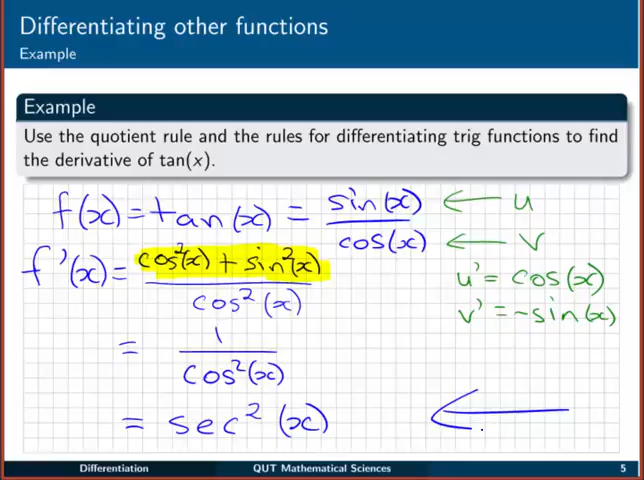 Differentiating other functions
Example
Example
Use the quotient rule and the rules for differentiating trig functions to find
the derivative of tan(x).
f(x) = tan(x) = sin(x)/cos(x)
← u
← v
f'(x) = cos²(x) + sin²(x)/cos²(x)
u' = cos(x)
v' = -sin(x)
= 1/cos²(x)
= sec²(x) ←
Differentiation QUT Mathematical Sciences 5